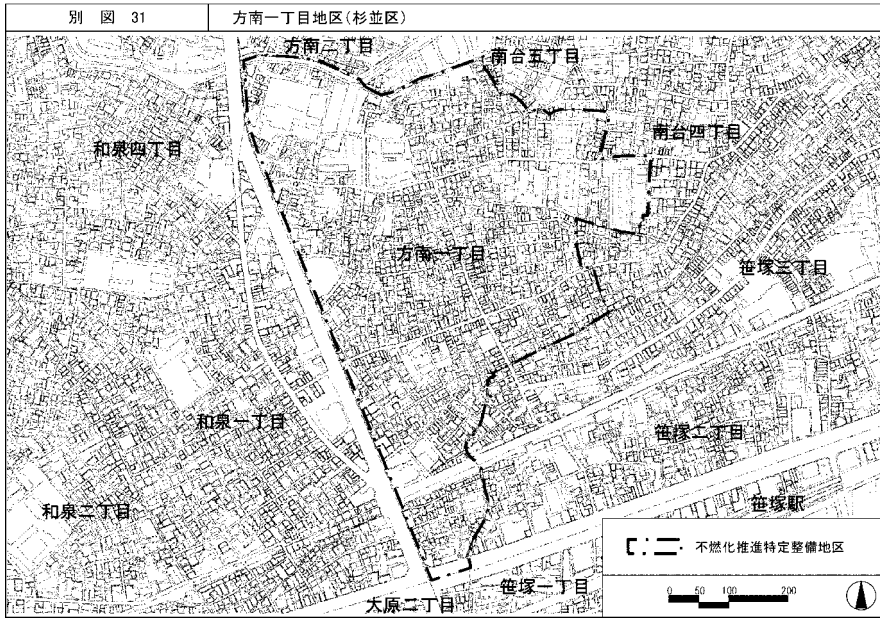 別図 31
方南一丁目地区(杉並区)
方南二丁目
南台五丁目
南台四丁目
和泉四丁目
方南一丁目
笹塚三丁目
和泉一丁目
笹塚二丁目
和泉二丁目
笹塚駅
不燃化推進特定整備地区
笹塚一丁目
大原二丁目
0 50 100 200